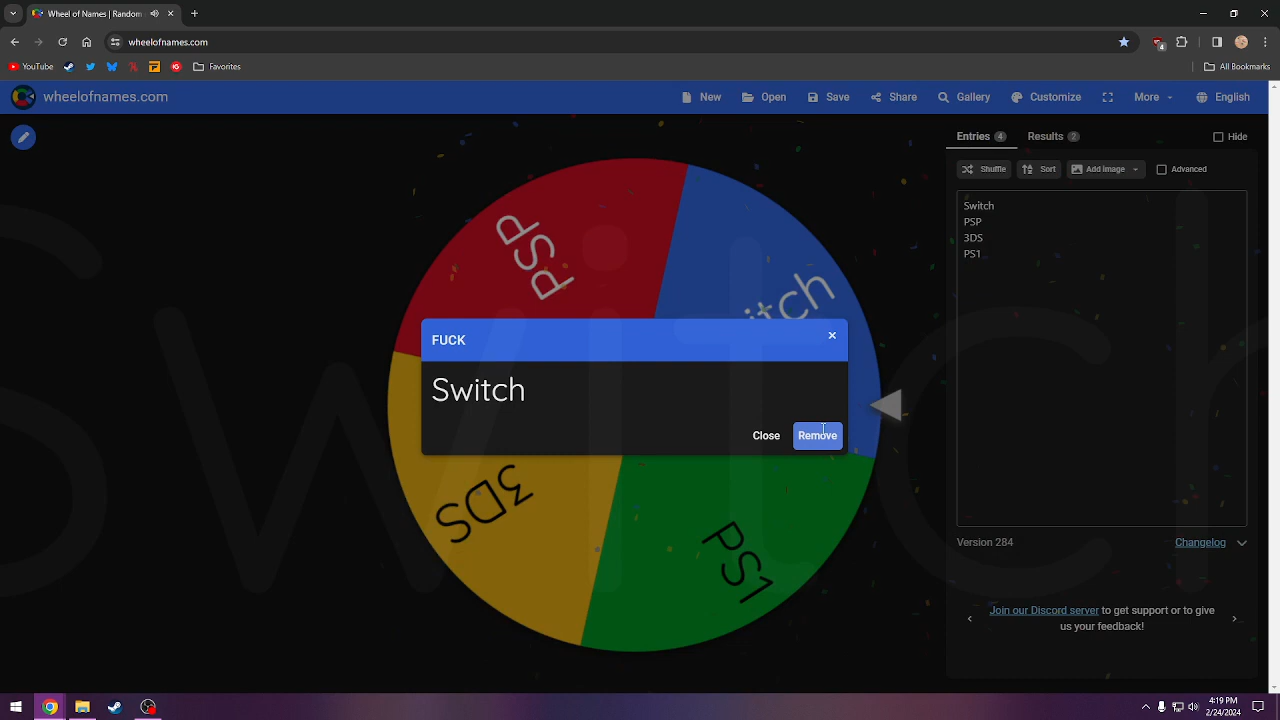 Wheel of Names | Random
wheelofnames.com
YouTube
Favorites
All Bookmarks
wheelofnames.com
New
Open
Save
Share
Gallery
Customize
More
English
Entries 4
Results 2
Hide
Shuffle
Sort
Add image
Advanced
Switch
PSP
3DS
PS1
PSP
itch
3DS
PS1
FUCK
×
Switch
Close
Remove
Switch
Version 284
Changelog
Join our Discord server to get support or to give
us your feedback!
4
4:19 PM
2/24/2024